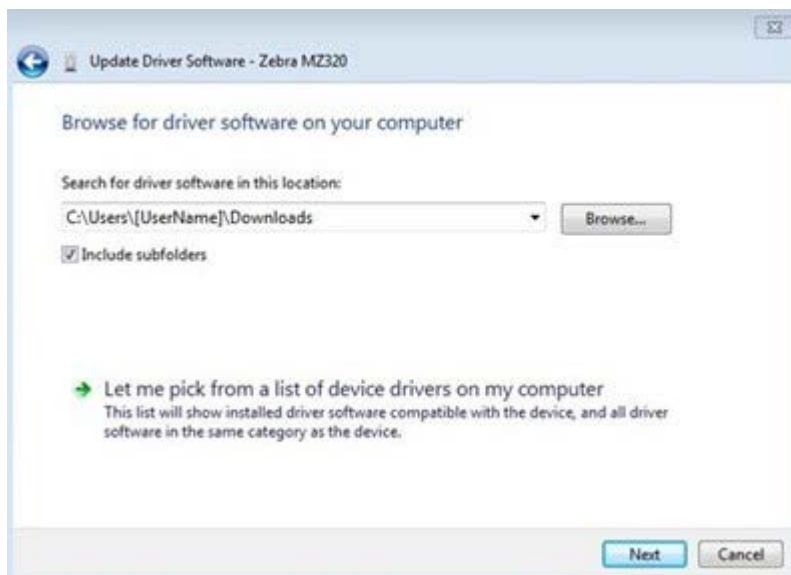 Update Driver Software - Zebra MZ320
Browse for driver software on your computer
Search for driver software in this location:
C:\Users\[UserName]\Downloads
Browse...
Include subfolders
Let me pick from a list of device drivers on my computer
This list will show installed driver software compatible with the device, and all driver
software in the same category as the device.
Next
Cancel